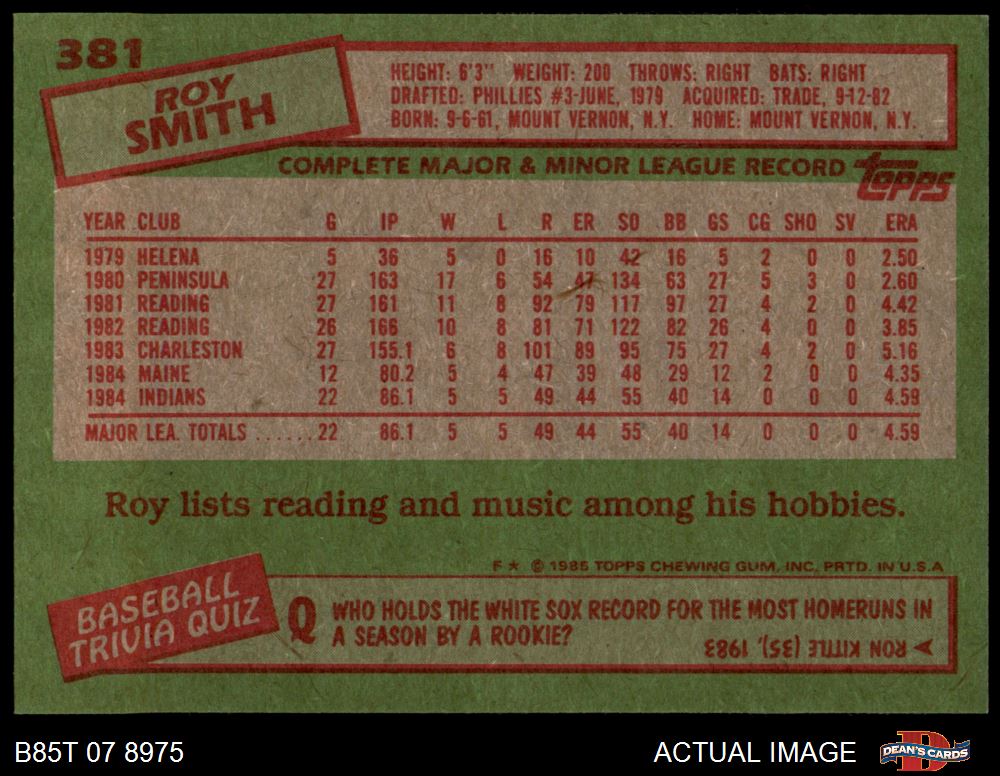 381
ROY
SMITH
HEIGHT: 6'3" WEIGHT: 200 THROWS: RIGHT BATS: RIGHT
DRAFTED: PHILLIES #3-JUNE, 1979 ACQUIRED: TRADE, 9-12-82
BORN: 9-6-61, MOUNT VERNON, N.Y. HOME: MOUNT VERNON, N.Y.
COMPLETE MAJOR & MINOR LEAGUE RECORD topps
YEAR CLUB G IP W L R ER SO BB GS CG SHO SV ERA
1979 HELENA 5 36 5 0 16 10 42 16 5 2 0 0 2.50
1980 PENINSULA 27 163 17 6 54 47 134 63 27 5 3 0 2.60
1981 READING 27 161 11 8 92 79 117 97 27 4 2 0 4.42
1982 READING 26 166 10 8 81 71 122 82 26 4 0 0 3.85
1983 CHARLESTON 27 155.1 6 8 101 89 95 75 27 4 2 0 5.16
1984 MAINE 12 80.2 5 4 47 39 48 29 12 2 0 0 4.35
1984 INDIANS 22 86.1 5 5 49 44 55 40 14 0 0 0 4.59
MAJOR LEA. TOTALS ......22 86.1 5 5 49 44 55 40 14 0 0 0 4.59
Roy lists reading and music among his hobbies.
F★ © 1985 TOPPS CHEWING GUM, INC. PRTD. IN U.S.A
BASEBALL
TRIVIA QUIZ
Q WHO HOLDS THE WHITE SOX RECORD FOR THE MOST HOMERUNS IN
A SEASON BY A ROOKIE?
A RON KITTLE (35), 1983
B85T 07 8975
ACTUAL IMAGE
D
DEAN'S CARDS